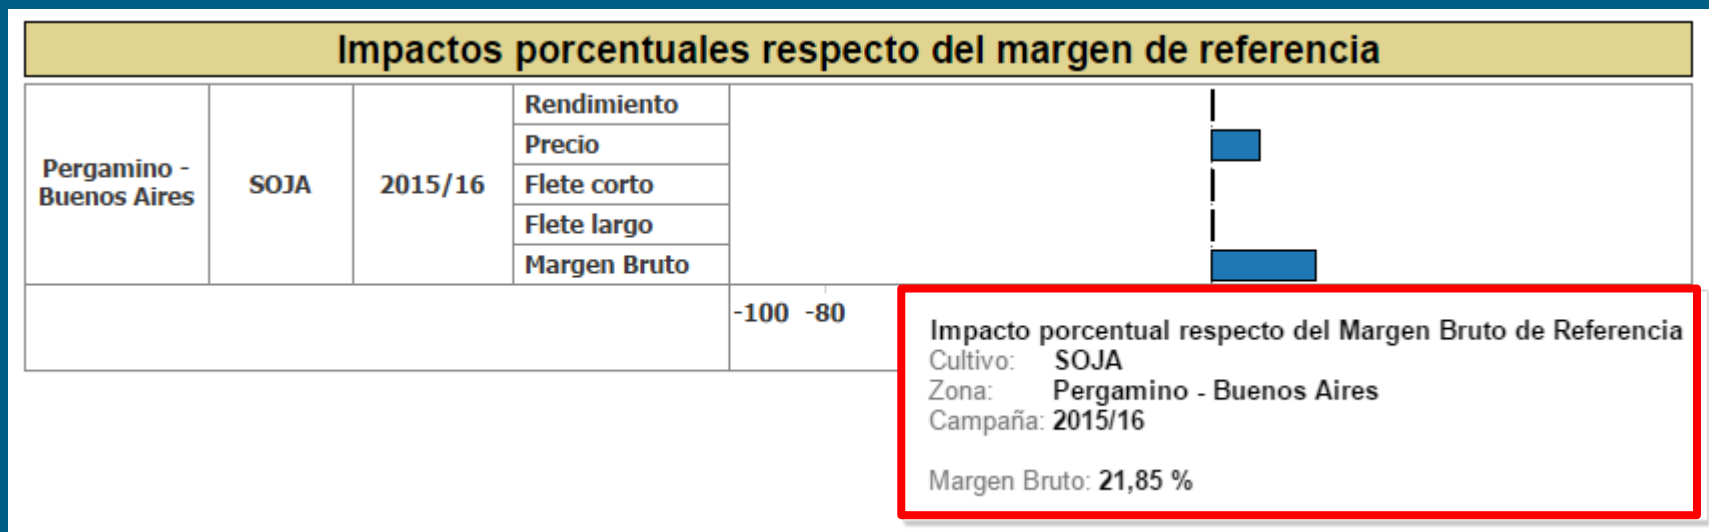 Impactos porcentuales respecto del margen de referencia
Pergamino -
Buenos Aires
SOJA
2015/16
Rendimiento
Precio
Flete corto
Flete largo
Margen Bruto
-100 -80
Impacto porcentual respecto del Margen Bruto de Referencia
Cultivo: SOJA
Zona: Pergamino - Buenos Aires
Campaña: 2015/16
Margen Bruto: 21,85 %